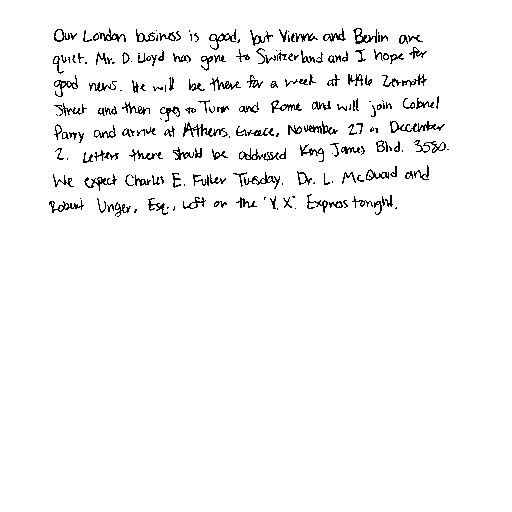 Our London business is good, but Vienna and Berlin are
quiet. Mr. D. Lloyd has gone to Switzerland and I hope for
good news. He will be there for a week at 1496 Zermott
Street and then goes to Turin and Rome and will join Colonel
Parry and arrive at Athens, Greece, November 27 or December
2. Letters there should be addressed King James Blvd. 3580.
We expect Charles E. Fuller Tuesday. Dr. L. McQuaid and
Robert Unger, Esq., left on the "Y.X". Express tonight.